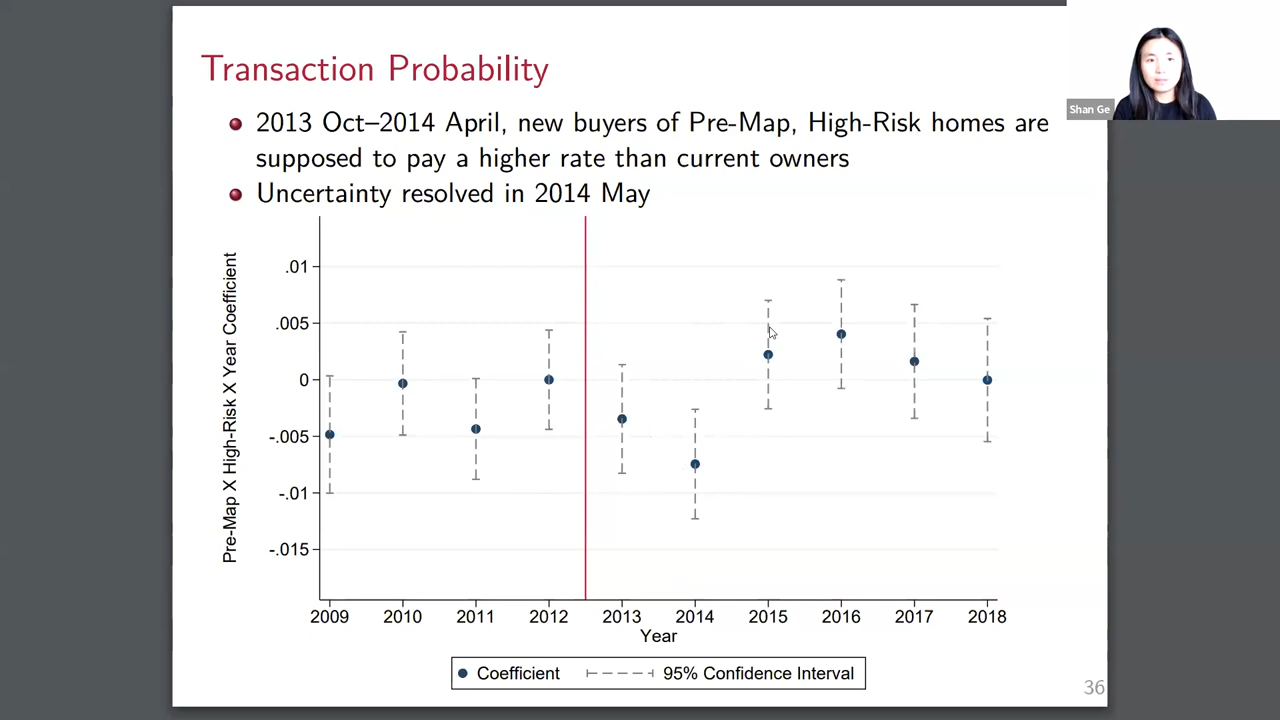 Transaction Probability
2013 Oct–2014 April, new buyers of Pre-Map, High-Risk homes are
supposed to pay a higher rate than current owners
Uncertainty resolved in 2014 May
Shan Ge
Pre-Map X High-Risk X Year Coefficient
.01
.005
0
-.005
-.01
-.015
2009 2010 2011 2012 2013 2014 2015 2016 2017 2018
Year
Coefficient 95% Confidence Interval
36